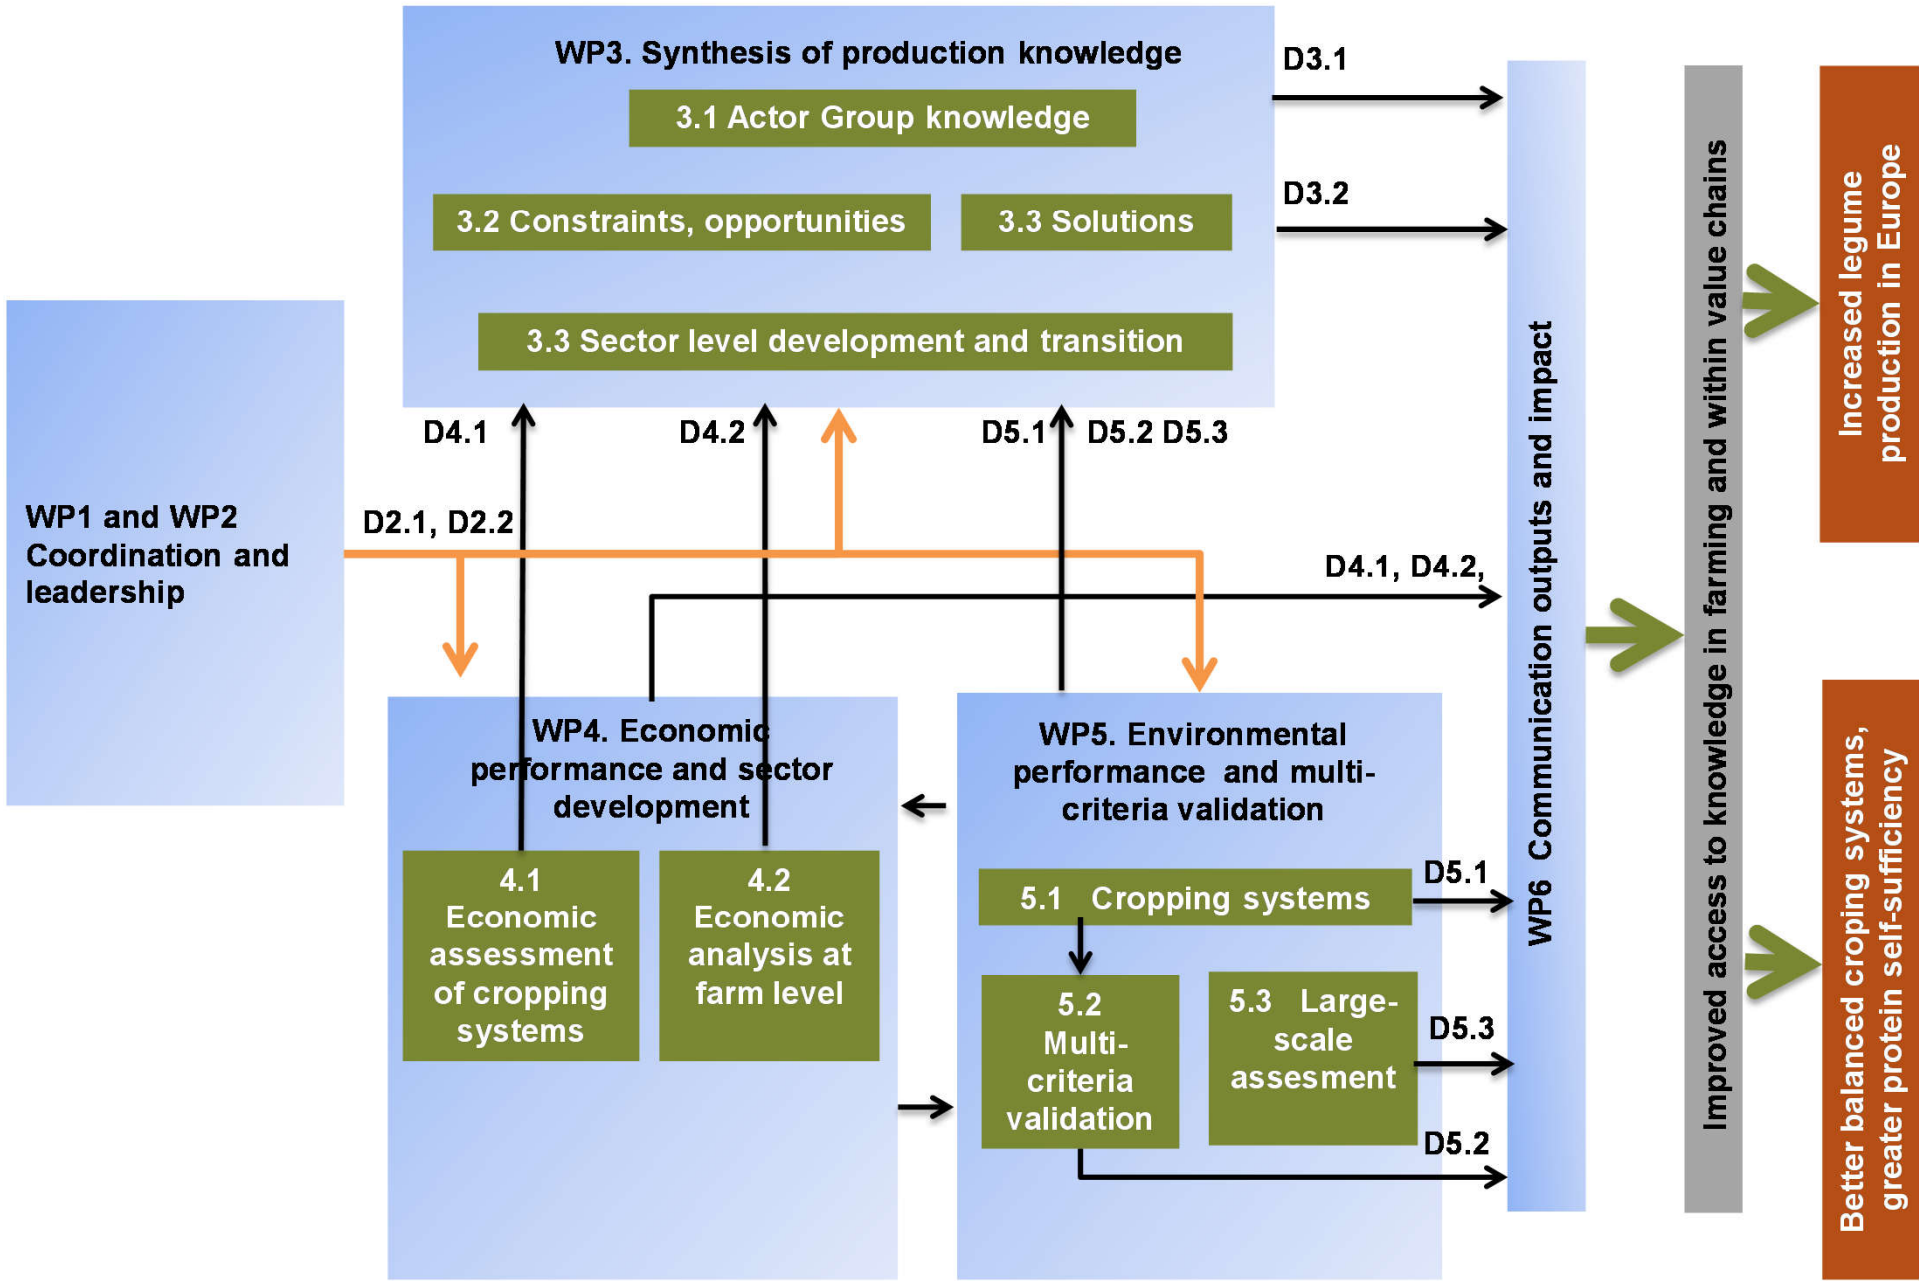 WP3. Synthesis of production knowledge
3.1 Actor Group knowledge
3.2 Constraints, opportunities
3.3 Solutions
3.3 Sector level development and transition
D3.1
D3.2
WP1 and WP2
Coordination and
leadership
D2.1, D2.2
D4.1
D4.2
D5.1
D5.2 D5.3
D4.1, D4.2,
WP4. Economic
performance and sector
development
4.1
Economic
assessment
of cropping
systems
4.2
Economic
analysis at
farm level
WP5. Environmental
performance and multi-
criteria validation
5.1 Cropping systems
5.2
Multi-
criteria
validation
5.3 Large-
scale
assesment
D5.1
D5.3
D5.2
WP6 Communication outputs and impact
Improved access to knowledge in farming and within value chains
Increased legume
production in Europe
Better balanced croping systems,
greater protein self-sufficiency